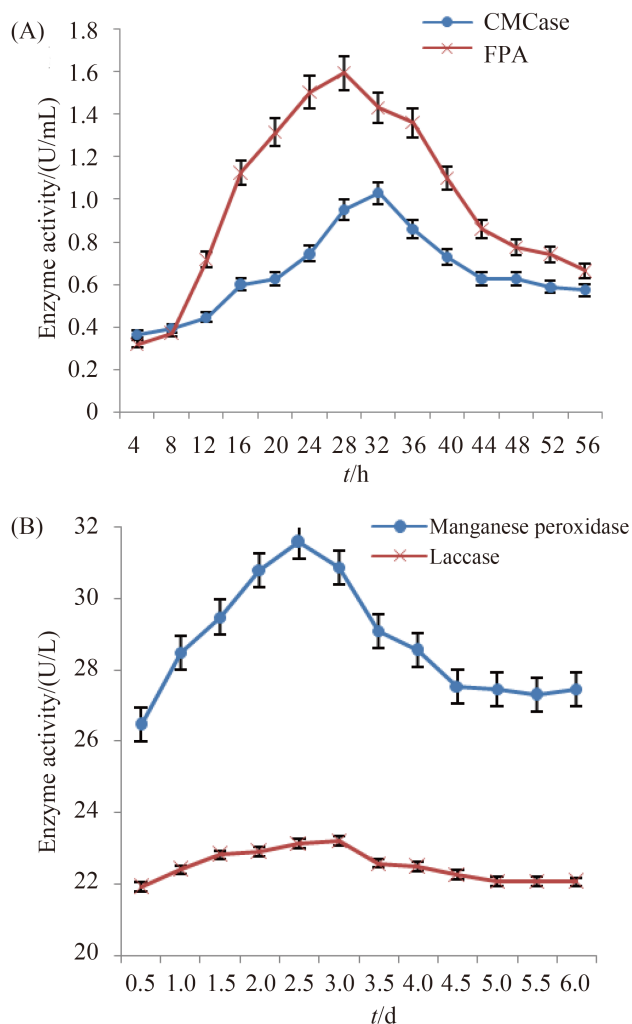 (A)
CMCase
FPA
Enzyme activity/(U/mL)
1.8
1.6
1.4
1.2
1.0
0.8
0.6
0.4
0.2
0
4 8 12 16 20 24 28 32 36 40 44 48 52 56
t/h
(B)
Manganese peroxidase
Laccase
Enzyme activity/(U/L)
32
30
28
26
24
22
20
0.5 1.0 1.5 2.0 2.5 3.0 3.5 4.0 4.5 5.0 5.5 6.0
t/d